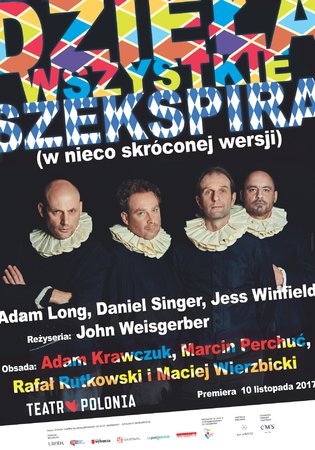 DZIEŁA
WSZYSTKIE
SZEKSPIRA
(w nieco skróconej wersji)
Adam Long, Daniel Singer, Jess Winfield
Reżyseria: John Weisgerber
Obsada: Adam Krawczuk, Marcin Perchuć,
Rafał Rutkowski i Maciej Wierzbicki
TEATR POLONIA
Premiera 10 listopada 2017